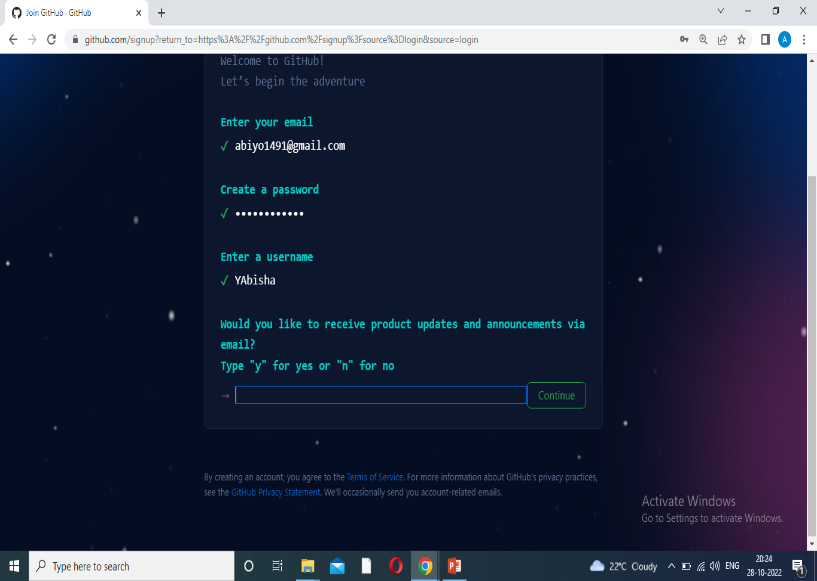 Join GitHub · GitHub
github.com/signup?return_to=https%3A%2F%2Fgithub.com%2Fsignup%3Fsource%3Dlogin&source=login
A
Welcome to GitHub!
Let's begin the adventure
Enter your email
✓ abiyo1491@gmail.com
Create a password
✓ ••••••••••••
Enter a username
✓ YAbisha
Would you like to receive product updates and announcements via
email?
Type "y" for yes or "n" for no
→
Continue
By creating an account, you agree to the Terms of Service. For more information about GitHub's privacy practices,
see the GitHub Privacy Statement. We'll occasionally send you account-related emails.
Activate Windows
Go to Settings to activate Windows.
Type here to search
22°C Cloudy
ENG
20:24
28-10-2022
1